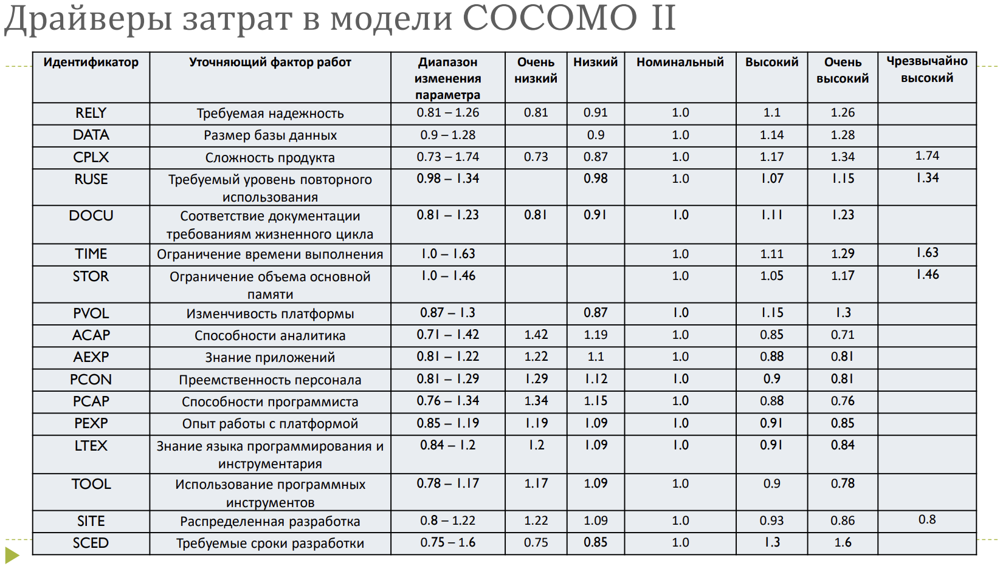 Драйверы затрат в модели COCOMO II
Идентификатор Уточняющий фактор работ Диапазон изменения параметра Очень низкий Низкий Номинальный Высокий Очень высокий Чрезвычайно высокий
RELY Требуемая надежность 0.81 – 1.26 0.81 0.91 1.0 1.1 1.26
DATA Размер базы данных 0.9 – 1.28 0.9 1.0 1.14 1.28
CPLX Сложность продукта 0.73 – 1.74 0.73 0.87 1.0 1.17 1.34 1.74
RUSE Требуемый уровень повторного использования 0.98 – 1.34 0.98 1.0 1.07 1.15 1.34
DOCU Соответствие документации требованиям жизненного цикла 0.81 – 1.23 0.81 0.91 1.0 1.11 1.23
TIME Ограничение времени выполнения 1.0 – 1.63 1.0 1.11 1.29 1.63
STOR Ограничение объема основной памяти 1.0 – 1.46 1.0 1.05 1.17 1.46
PVOL Изменчивость платформы 0.87 – 1.3 0.87 1.0 1.15 1.3
ACAP Способности аналитика 0.71 – 1.42 1.42 1.19 1.0 0.85 0.71
AEXP Знание приложений 0.81 – 1.22 1.22 1.1 1.0 0.88 0.81
PCON Преемственность персонала 0.81 – 1.29 1.29 1.12 1.0 0.9 0.81
PCAP Способности программиста 0.76 – 1.34 1.34 1.15 1.0 0.88 0.76
PEXP Опыт работы с платформой 0.85 – 1.19 1.19 1.09 1.0 0.91 0.85
LTEX Знание языка программирования и инструментария 0.84 – 1.2 1.2 1.09 1.0 0.91 0.84
TOOL Использование программных инструментов 0.78 – 1.17 1.17 1.09 1.0 0.9 0.78
SITE Распределенная разработка 0.8 – 1.22 1.22 1.09 1.0 0.93 0.86 0.8
SCED Требуемые сроки разработки 0.75 – 1.6 0.75 0.85 1.0 1.3 1.6